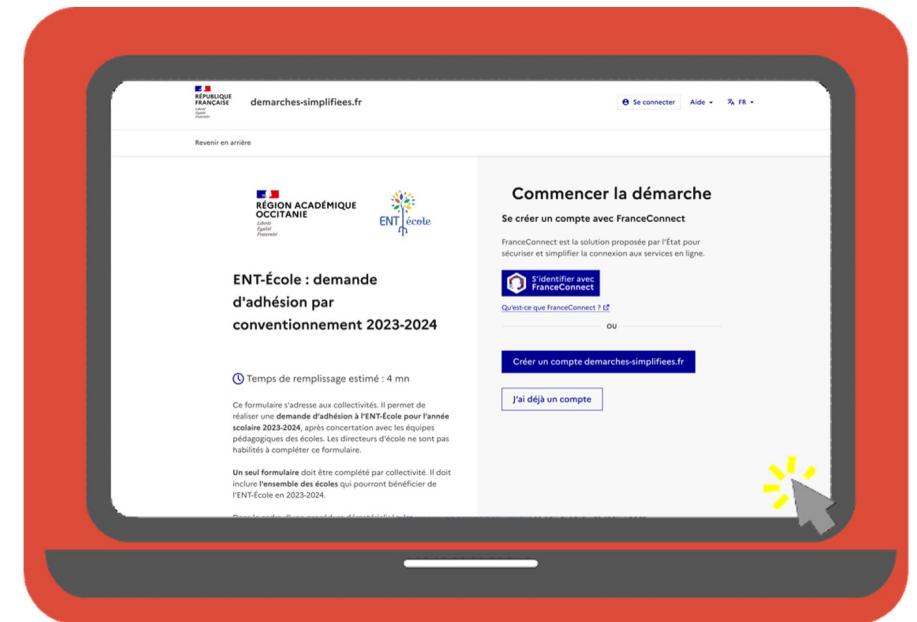 RÉPUBLIQUE
FRANÇAISE
Liberté
Égalité
Fraternité
demarches-simplifiees.fr
Se connecter
Aide
FR
Revenir en arrière
RÉGION ACADÉMIQUE
OCCITANIE
Liberté
Égalité
Fraternité
ENT école
ENT-École : demande
d'adhésion par
conventionnement 2023-2024
Temps de remplissage estimé : 4 mn
Ce formulaire s'adresse aux collectivités. Il permet de
réaliser une demande d'adhésion à l'ENT-École pour l'année
scolaire 2023-2024, après concertation avec les équipes
pédagogiques des écoles. Les directeurs d'école ne sont pas
habilités à compléter ce formulaire.
Un seul formulaire doit être complété par collectivité. Il doit
inclure l'ensemble des écoles qui pourront bénéficier de
l'ENT-École en 2023-2024.
Commencer la démarche
Se créer un compte avec FranceConnect
FranceConnect est la solution proposée par l'État pour
sécuriser et simplifier la connexion aux services en ligne.
S'identifier avec
FranceConnect
Qu'est-ce que FranceConnect ?
OU
Créer un compte demarches-simplifiees.fr
J'ai déjà un compte